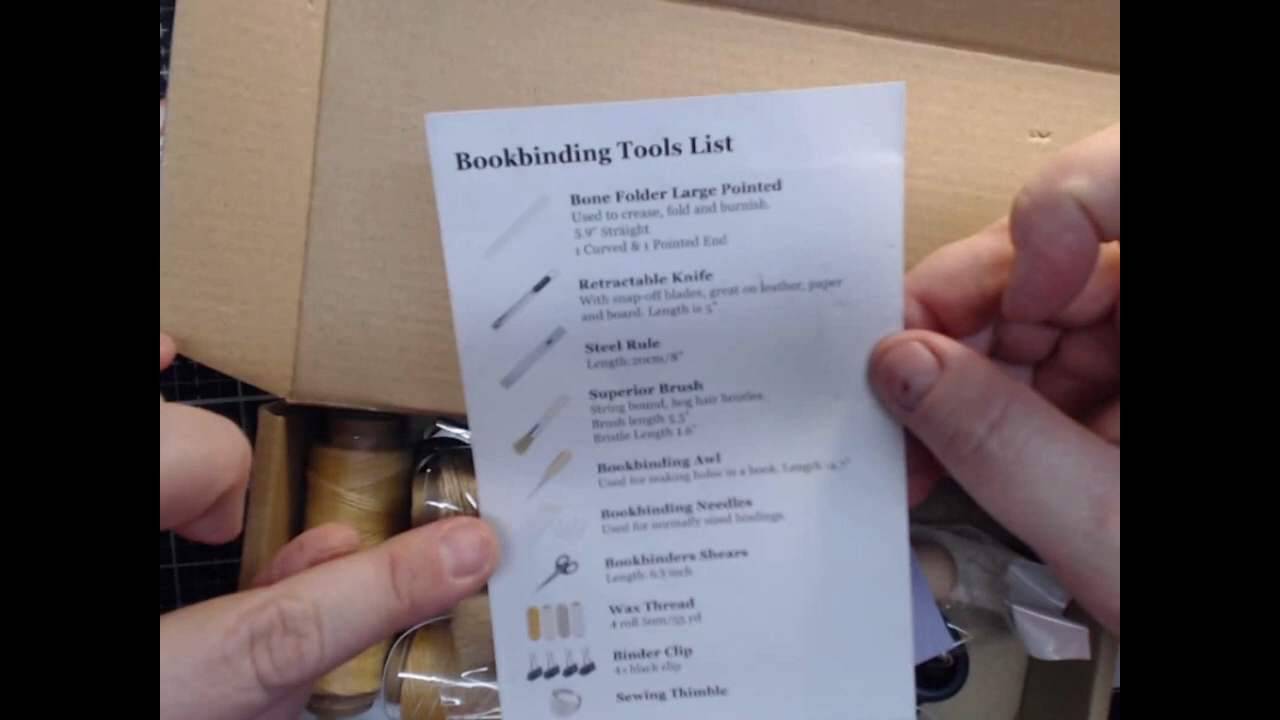 Bookbinding Tools List
Bone Folder Large Pointed
Used to crease, fold and burnish.
5.9" Straight
1 Curved & 1 Pointed End
Retractable Knife
With snap-off blades, great on leather, paper
and board. Length is 5"
Steel Rule
Length: 20cm/8"
Superior Brush
String bound, hog hair bristles.
Brush length 5.5"
Bristle Length 1.6"
Bookbinding Awl
Used for making holes in a book. Length
Bookbinding Needles
Used for normally sized bindings.
Bookbinders Shears
Length: 6.3 inch
Wax Thread
4 roll 50m/55 yd
Binder Clip
4x black clip
Sewing Thimble